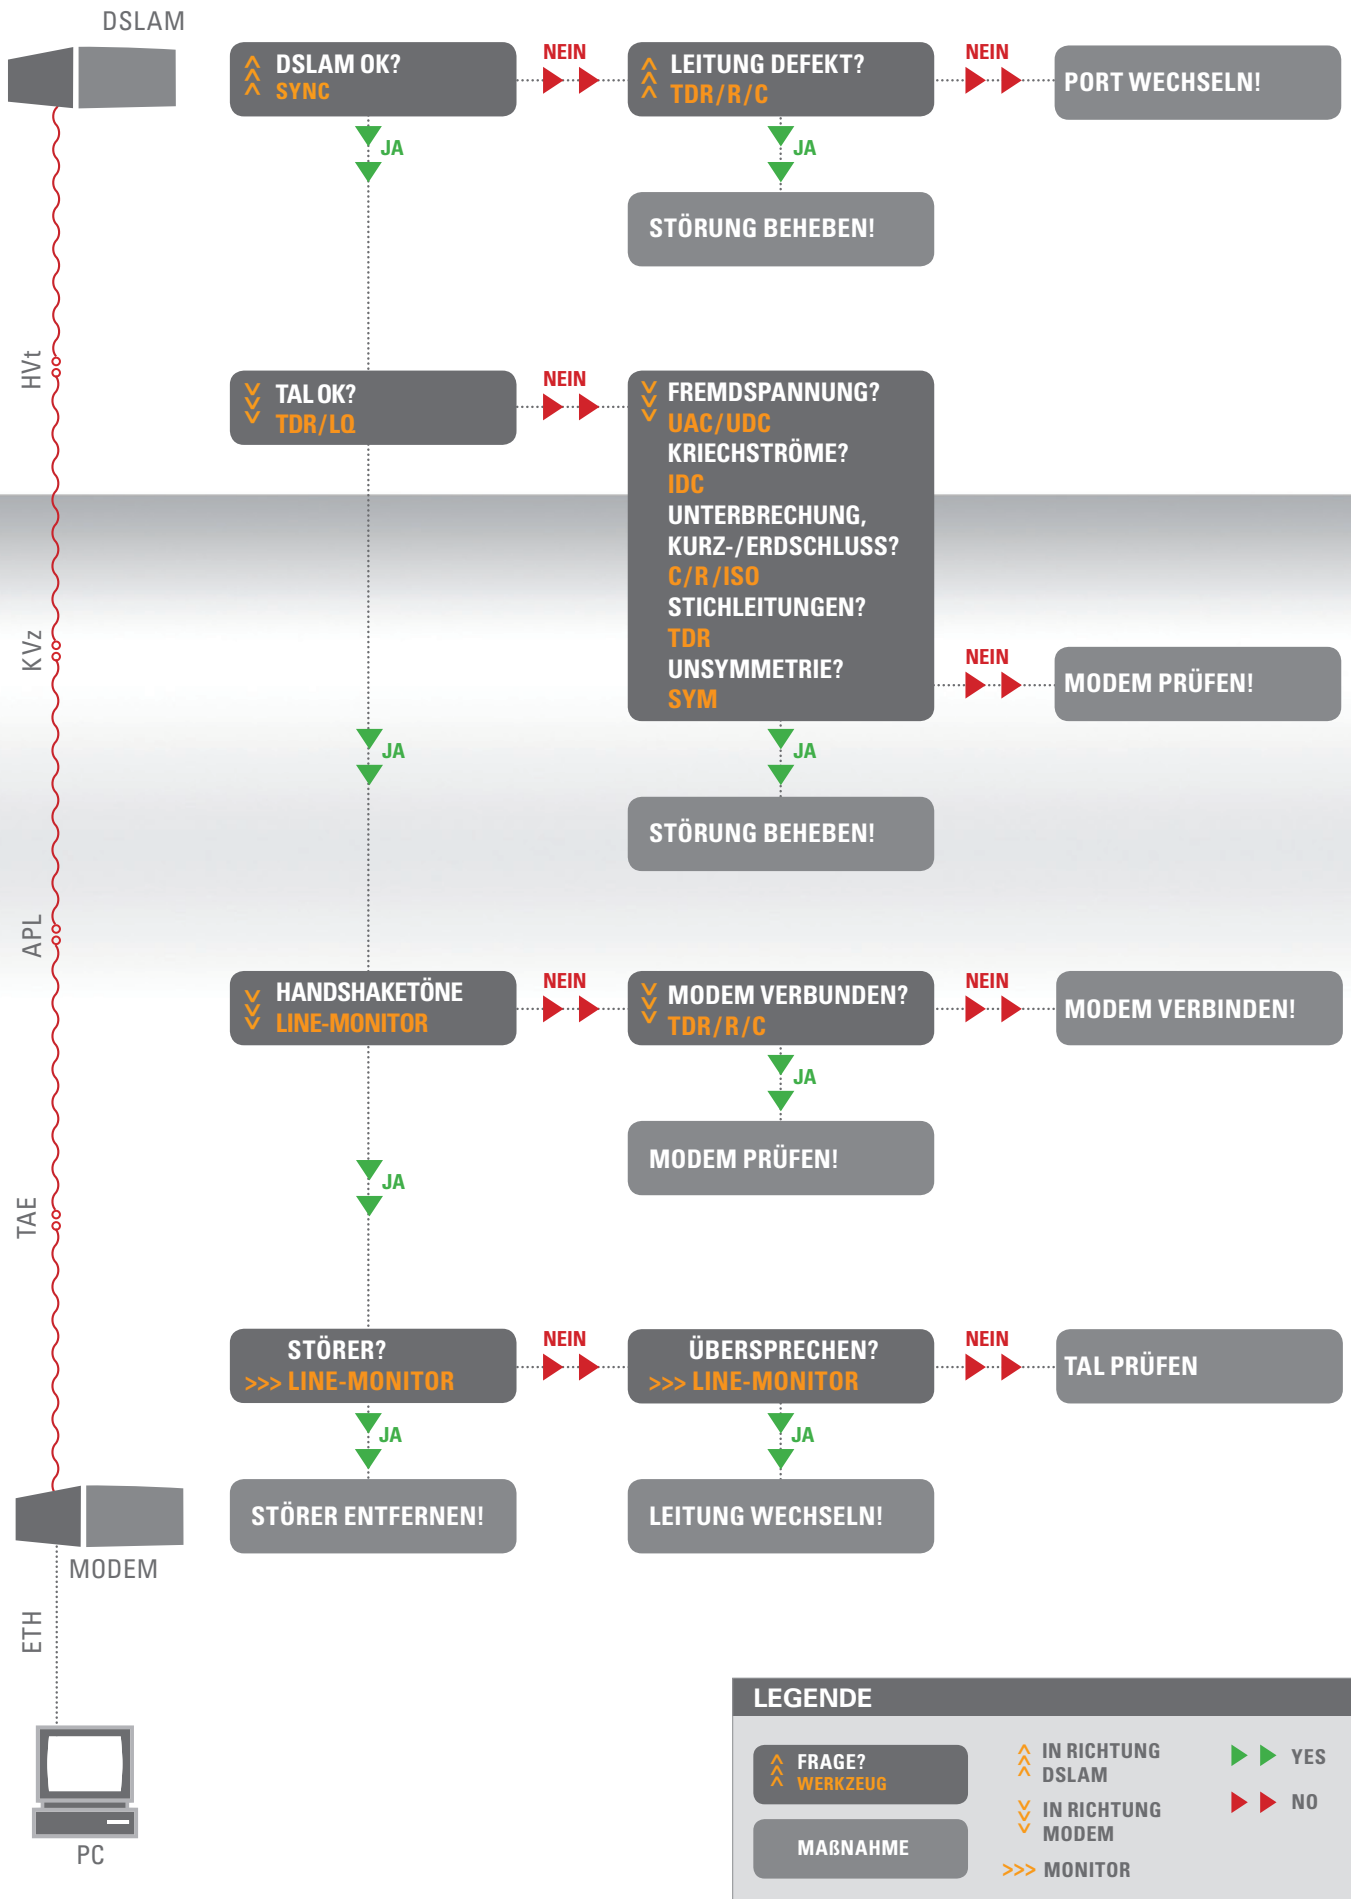 DSLAM
DSLAM OK?
SYNC
NEIN
LEITUNG DEFEKT?
TDR/R/C
NEIN
PORT WECHSELN!
JA
JA
STÖRUNG BEHEBEN!
HVt
TAL OK?
TDR/LQ
NEIN
FREMDSPANNUNG?
UAC/UDC
KRIECHSTRÖME?
IDC
UNTERBRECHUNG,
KURZ-/ERDSCHLUSS?
C/R/ISO
STICHLEITUNGEN?
TDR
UNSYMMETRIE?
SYM
KVz
NEIN
MODEM PRÜFEN!
JA
JA
STÖRUNG BEHEBEN!
APL
HANDSHAKETÖNE
LINE-MONITOR
NEIN
MODEM VERBUNDEN?
TDR/R/C
NEIN
MODEM VERBINDEN!
JA
MODEM PRÜFEN!
JA
TAE
STÖRER?
>>> LINE-MONITOR
NEIN
ÜBERSPRECHEN?
>>> LINE-MONITOR
NEIN
TAL PRÜFEN
JA
JA
STÖRER ENTFERNEN!
LEITUNG WECHSELN!
MODEM
ETH
PC
LEGENDE
FRAGE?
WERKZEUG
MAßNAHME
IN RICHTUNG
DSLAM
IN RICHTUNG
MODEM
>>> MONITOR
YES
NO